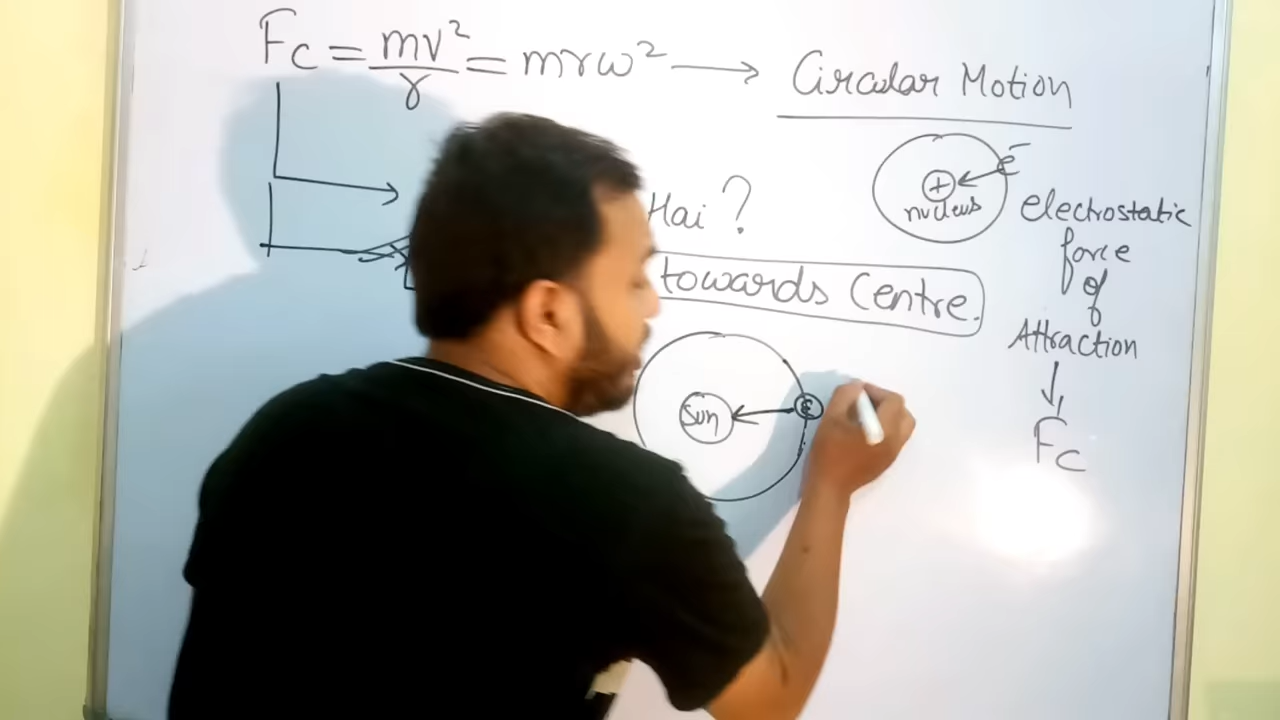 Fc = mv²/r = mrω² → Circular Motion
e⁻
+
nucleus
Hai ?
electrostatic
force
of
Attraction
↓
Fc
towards Centre.
Sun
E